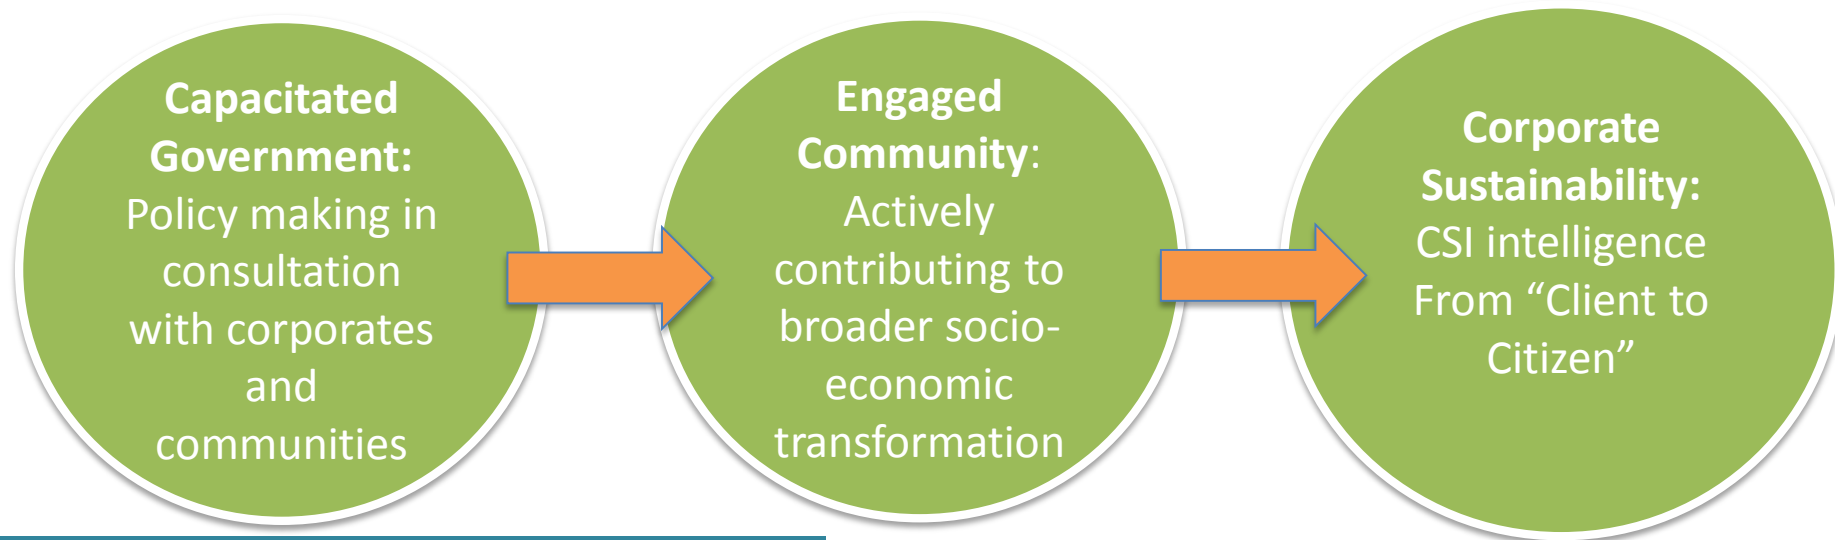 Capacitated
Government:
Policy making in
consultation
with corporates
and
communities
Engaged
Community:
Actively
contributing to
broader socio-
economic
transformation
Corporate
Sustainability:
CSI intelligence
From “Client to
Citizen”